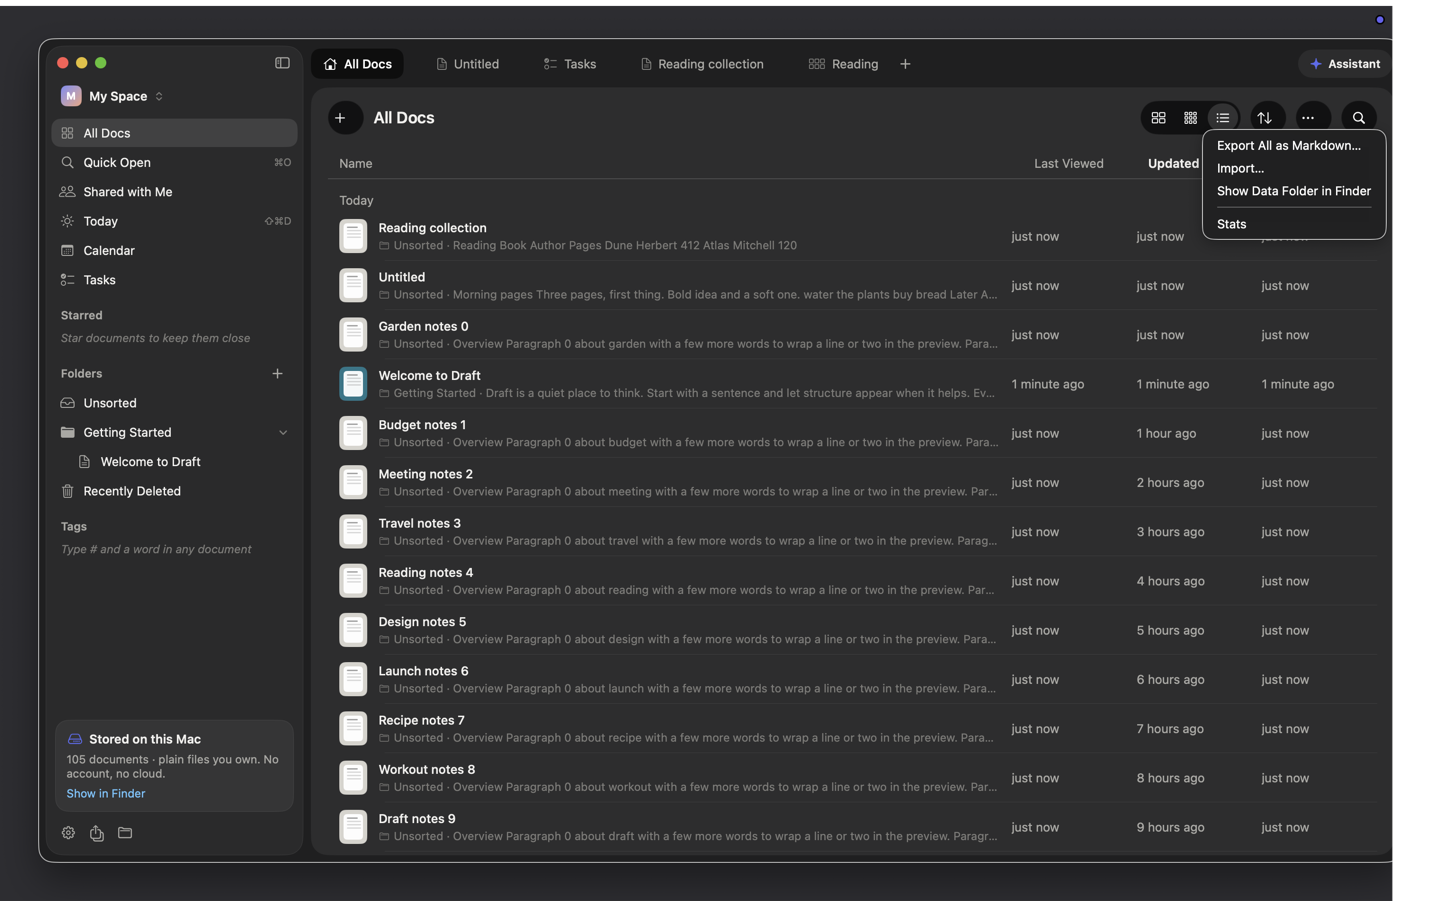 All Docs
Untitled
Tasks
Reading collection
Reading
Assistant
M My Space
All Docs
Quick Open ⌘O
Shared with Me
Today ⇧⌘D
Calendar
Tasks
Starred
Star documents to keep them close
Folders
Unsorted
Getting Started
Welcome to Draft
Recently Deleted
Tags
Type # and a word in any document
Stored on this Mac
105 documents · plain files you own. No
account, no cloud.
Show in Finder
All Docs
Export All as Markdown...
Import...
Show Data Folder in Finder
Stats
Name Last Viewed Updated
Today
Reading collection
Unsorted · Reading Book Author Pages Dune Herbert 412 Atlas Mitchell 120
just now just now
Untitled
Unsorted · Morning pages Three pages, first thing. Bold idea and a soft one. water the plants buy bread Later A...
just now just now just now
Garden notes 0
Unsorted · Overview Paragraph 0 about garden with a few more words to wrap a line or two in the preview. Para...
just now just now just now
Welcome to Draft
Getting Started · Draft is a quiet place to think. Start with a sentence and let structure appear when it helps. Ev...
1 minute ago 1 minute ago 1 minute ago
Budget notes 1
Unsorted · Overview Paragraph 0 about budget with a few more words to wrap a line or two in the preview. Para...
just now 1 hour ago just now
Meeting notes 2
Unsorted · Overview Paragraph 0 about meeting with a few more words to wrap a line or two in the preview. Par...
just now 2 hours ago just now
Travel notes 3
Unsorted · Overview Paragraph 0 about travel with a few more words to wrap a line or two in the preview. Parag...
just now 3 hours ago just now
Reading notes 4
Unsorted · Overview Paragraph 0 about reading with a few more words to wrap a line or two in the preview. Par...
just now 4 hours ago just now
Design notes 5
Unsorted · Overview Paragraph 0 about design with a few more words to wrap a line or two in the preview. Para...
just now 5 hours ago just now
Launch notes 6
Unsorted · Overview Paragraph 0 about launch with a few more words to wrap a line or two in the preview. Para...
just now 6 hours ago just now
Recipe notes 7
Unsorted · Overview Paragraph 0 about recipe with a few more words to wrap a line or two in the preview. Para...
just now 7 hours ago just now
Workout notes 8
Unsorted · Overview Paragraph 0 about workout with a few more words to wrap a line or two in the preview. Par...
just now 8 hours ago just now
Draft notes 9
Unsorted · Overview Paragraph 0 about draft with a few more words to wrap a line or two in the preview. Paragr...
just now 9 hours ago just now